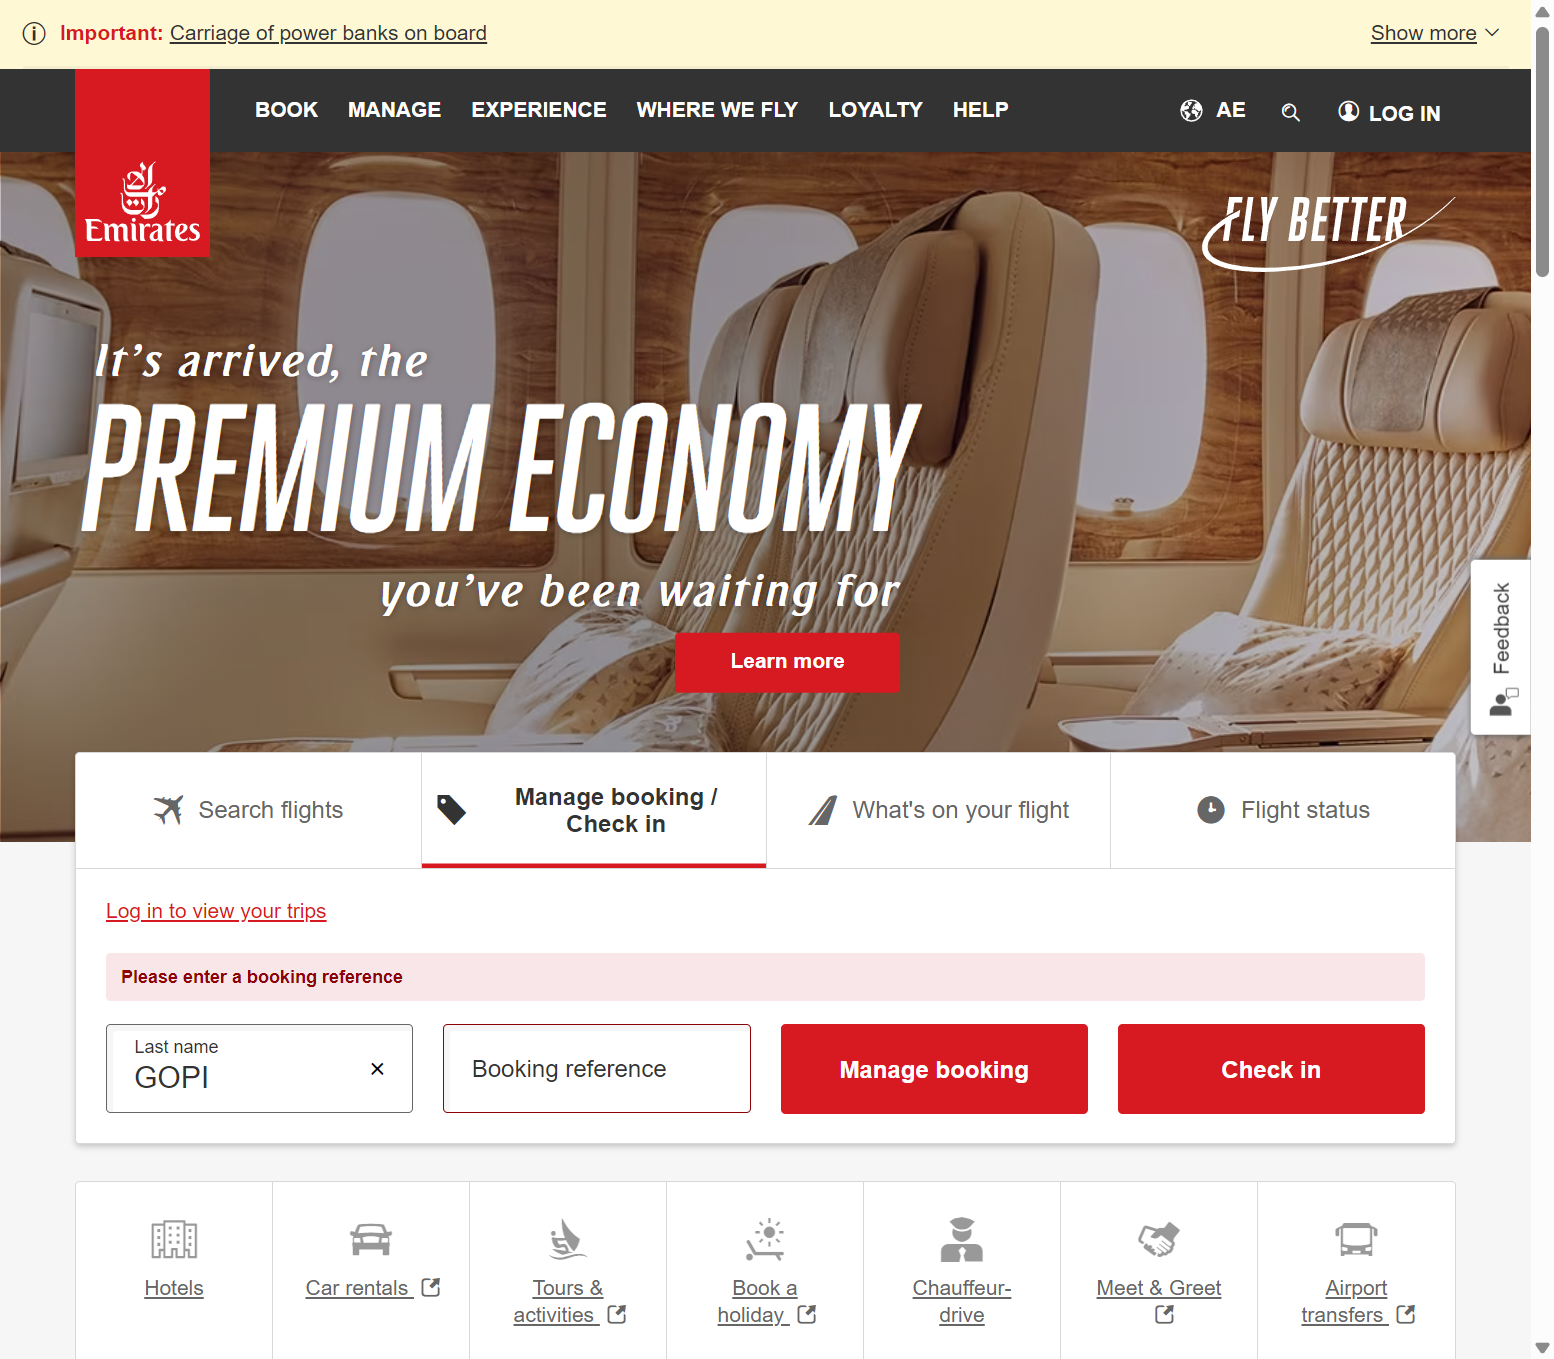 Important: Carriage of power banks on board
Show more
BOOK MANAGE EXPERIENCE WHERE WE FLY LOYALTY HELP
AE
LOG IN
Emirates
FLY BETTER
It's arrived, the
PREMIUM ECONOMY
you've been waiting for
Learn more
Feedback
Search flights
Manage booking /
Check in
What's on your flight
Flight status
Log in to view your trips
Please enter a booking reference
Last name
GOPI
Booking reference
Manage booking
Check in
Hotels
Car rentals
Tours &
activities
Book a
holiday
Chauffeur-
drive
Meet & Greet
Airport
transfers